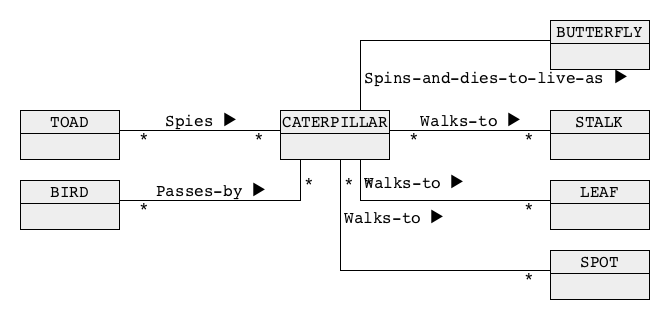 BUTTERFLY
Spins-and-dies-to-live-as ▶
TOAD
Spies ▶
CATERPILLAR
Walks-to ▶
STALK
* * * *
BIRD
Passes-by ▶
* * * Walks-to ▶
LEAF
* *
Walks-to ▶
SPOT
*